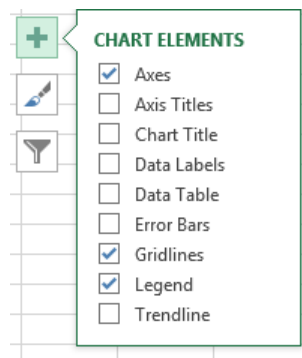 CHART ELEMENTS
Axes
Axis Titles
Chart Title
Data Labels
Data Table
Error Bars
Gridlines
Legend
Trendline